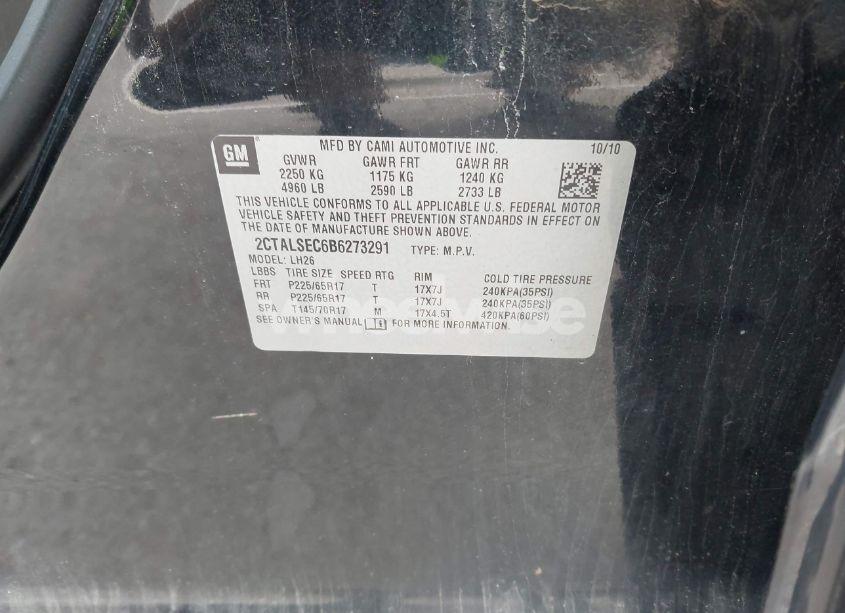 GM
MFD BY CAMI AUTOMOTIVE INC. 10/10
GVWR GAWR FRT GAWR RR
2250 KG 1175 KG 1240 KG
4960 LB 2590 LB 2733 LB
THIS VEHICLE CONFORMS TO ALL APPLICABLE U.S. FEDERAL MOTOR
VEHICLE SAFETY AND THEFT PREVENTION STANDARDS IN EFFECT ON
THE DATE OF MANUFACTURE SHOWN ABOVE.
2CTALSEC6B6273291 TYPE: M.P.V.
MODEL: LH26
LBBS TIRE SIZE SPEED RTG RIM COLD TIRE PRESSURE
FRT P225/65R17 T 17X7J 240KPA(35PSI)
RR P225/65R17 T 17X7J 240KPA(35PSI)
SPA T145/70R17 M 17X4.5T 420KPA(60PSI)
SEE OWNER'S MANUAL FOR MORE INFORMATION.